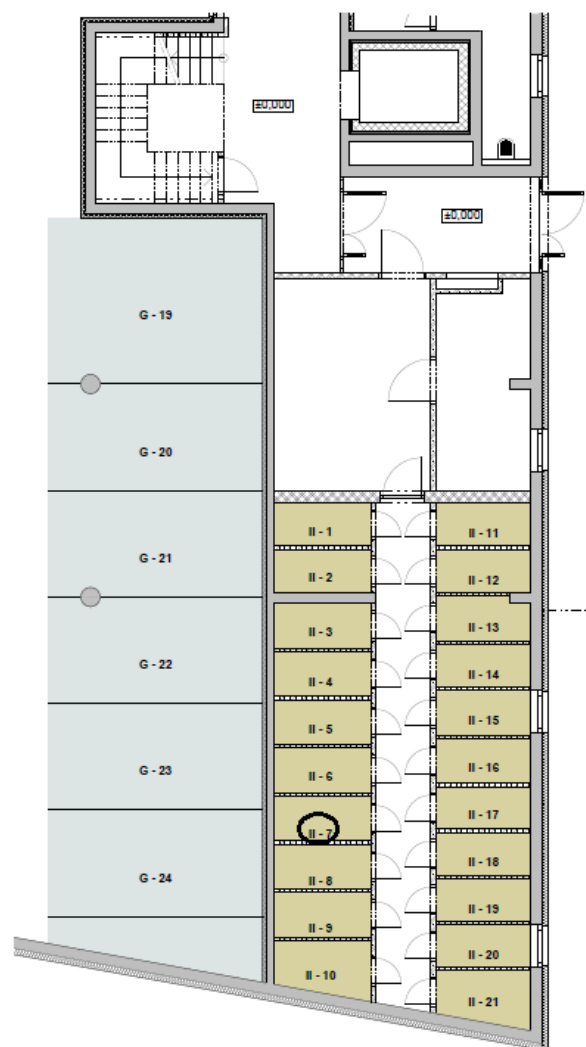 ±0,000
±0,000
G - 19
G - 20
G - 21
G - 22
G - 23
G - 24
II - 1
II - 2
II - 3
II - 4
II - 5
II - 6
II - 7
II - 8
II - 9
II - 10
II - 11
II - 12
II - 13
II - 14
II - 15
II - 16
II - 17
II - 18
II - 19
II - 20
II - 21